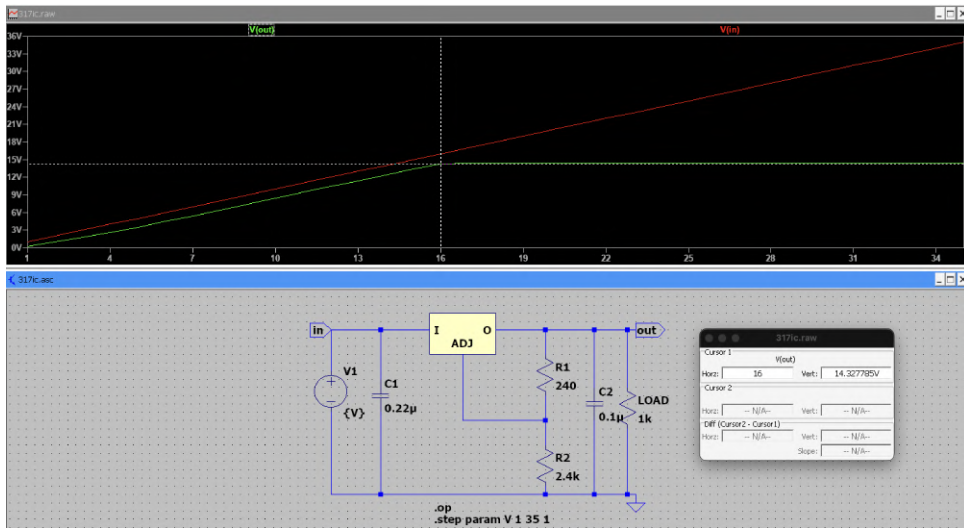 317ic.raw
V(out) V(in)
36V
33V
30V
27V
24V
21V
18V
15V
12V
9V
6V
3V
0V
1 4 7 10 13 16 19 22 25 28 31 34
317ic.asc
in I O out
ADJ
V1
{V}
C1
0.22µ
R1
240
C2
0.1µ
LOAD
1k
R2
2.4k
.op
.step param V 1 35 1
317ic.raw
Cursor 1
V(out)
Horz: 16 Vert: 14.327785V
Cursor 2
Horz: -- N/A-- Vert: -- N/A--
Diff (Cursor2 - Cursor1)
Horz: -- N/A-- Vert: -- N/A--
Slope: -- N/A--